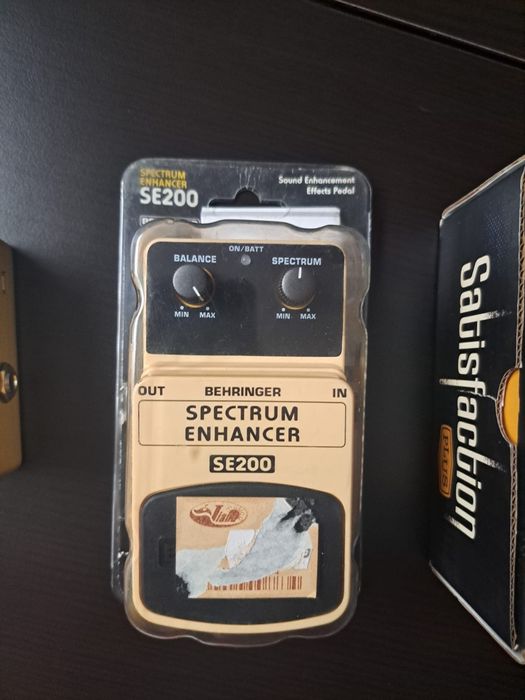 SPECTRUM
ENHANCER
SE200
Sound Enhancement
Effects Pedal
ON/BATT
BALANCE
SPECTRUM
MIN MAX
MIN MAX
OUT BEHRINGER IN
SPECTRUM
ENHANCER
SE200
Satisfaction
PLUS